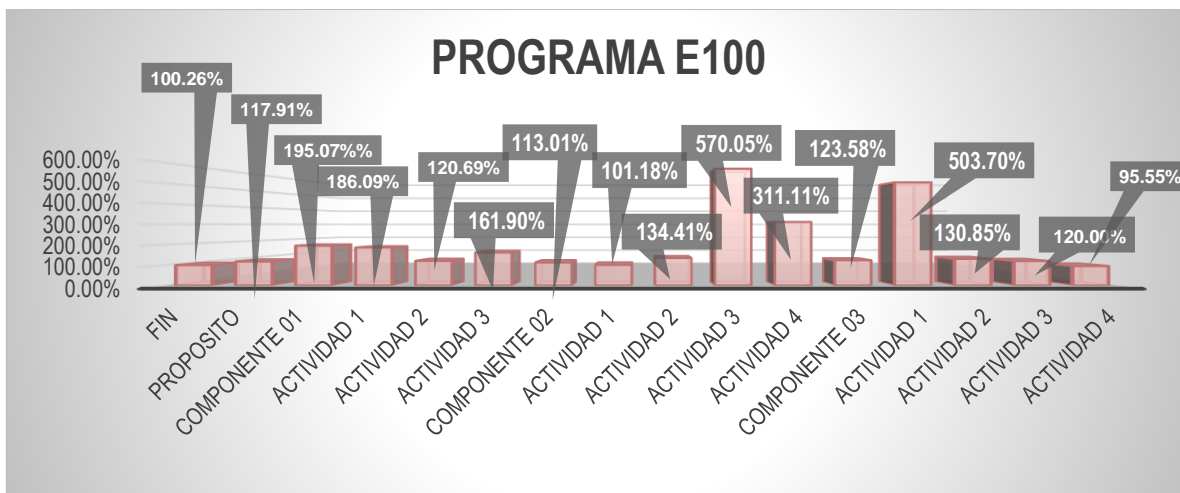 PROGRAMA E100
100.26%
117.91%
195.07%%
186.09%
120.69%
161.90%
113.01%
101.18%
134.41%
570.05%
311.11%
123.58%
503.70%
130.85%
120.00%
95.55%
600.00%
500.00%
400.00%
300.00%
200.00%
100.00%
0.00%
FIN
PROPOSITO
COMPONENTE 01
ACTIVIDAD 1
ACTIVIDAD 2
ACTIVIDAD 3
COMPONENTE 02
ACTIVIDAD 1
ACTIVIDAD 2
ACTIVIDAD 3
ACTIVIDAD 4
COMPONENTE 03
ACTIVIDAD 1
ACTIVIDAD 2
ACTIVIDAD 3
ACTIVIDAD 4